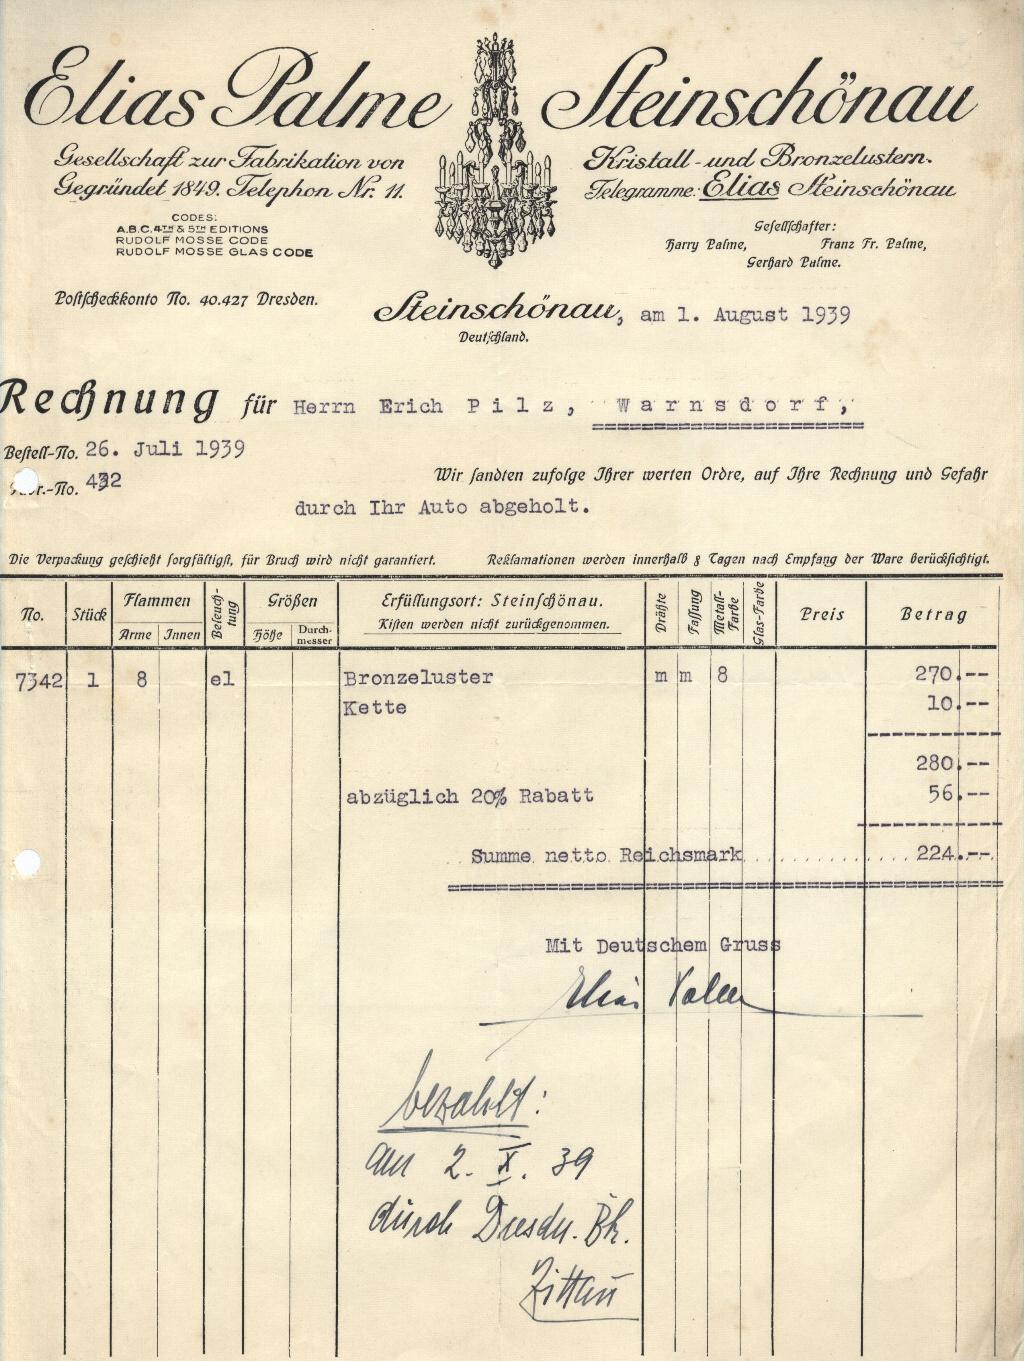 Elias Palme Steinschönau
Gesellschaft zur Fabrikation von Kristall- und Bronzelustern.
Gegründet 1849. Telephon Nr. 11. Telegramme: Elias Steinschönau
CODES:
A.B.C. 4TH & 5TH EDITIONS
RUDOLF MOSSE CODE
RUDOLF MOSSE GLAS CODE
Gesellschafter:
Harry Palme, Franz Fr. Palme,
Gerhard Palme.
Postscheckkonto No. 40.427 Dresden.
Steinschönau, am 1. August 1939
Deutschland.
Rechnung für Herrn Erich Pilz, Warnsdorf,
Bestell-No. 26. Juli 1939
-No. 432
Wir sandten zufolge Ihrer werten Ordre, auf Ihre Rechnung und Gefahr
durch Ihr Auto abgeholt.
Die Verpackung geschieht sorgfältigst, für Bruch wird nicht garantiert. Reklamationen werden innerhalb 8 Tagen nach Empfang der Ware berücksichtigt.
No. Stück Flammen Arme Innen Beleuchtung Größen Höhe Durchmesser Erfüllungsort: Steinschönau. Kisten werden nicht zurückgenommen. Drähte Fassung Metall-Farbe Glas-Farbe Preis Betrag
7342 1 8 el Bronzeluster m m 8 270.--
Kette 10.--
280.--
abzüglich 20% Rabatt 56.--
Summe netto Reichsmark 224.--
Mit Deutschem Gruss
Elias Palme
bezahlt:
am 2. X. 39
durch Dresdn. Bk.
Zittau